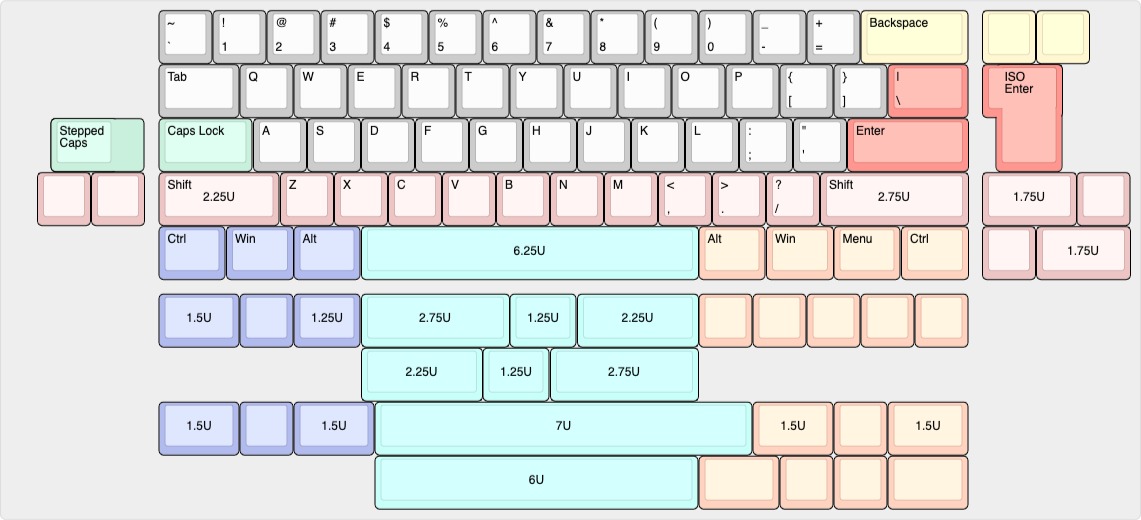 ~ ! @ # $ % ^ & * ( ) _ + Backspace
` 1 2 3 4 5 6 7 8 9 0 - =
Tab Q W E R T Y U I O P { } | ISO
Enter
[ ] \
Stepped
Caps
Caps Lock A S D F G H J K L : " Enter
; '
Shift 2.25U Z X C V B N M < > ? Shift 2.75U 1.75U
, . /
Ctrl Win Alt 6.25U Alt Win Menu Ctrl 1.75U
1.5U 1.25U 2.75U 1.25U 2.25U
2.25U 1.25U 2.75U
1.5U 1.5U 7U 1.5U 1.5U
6U